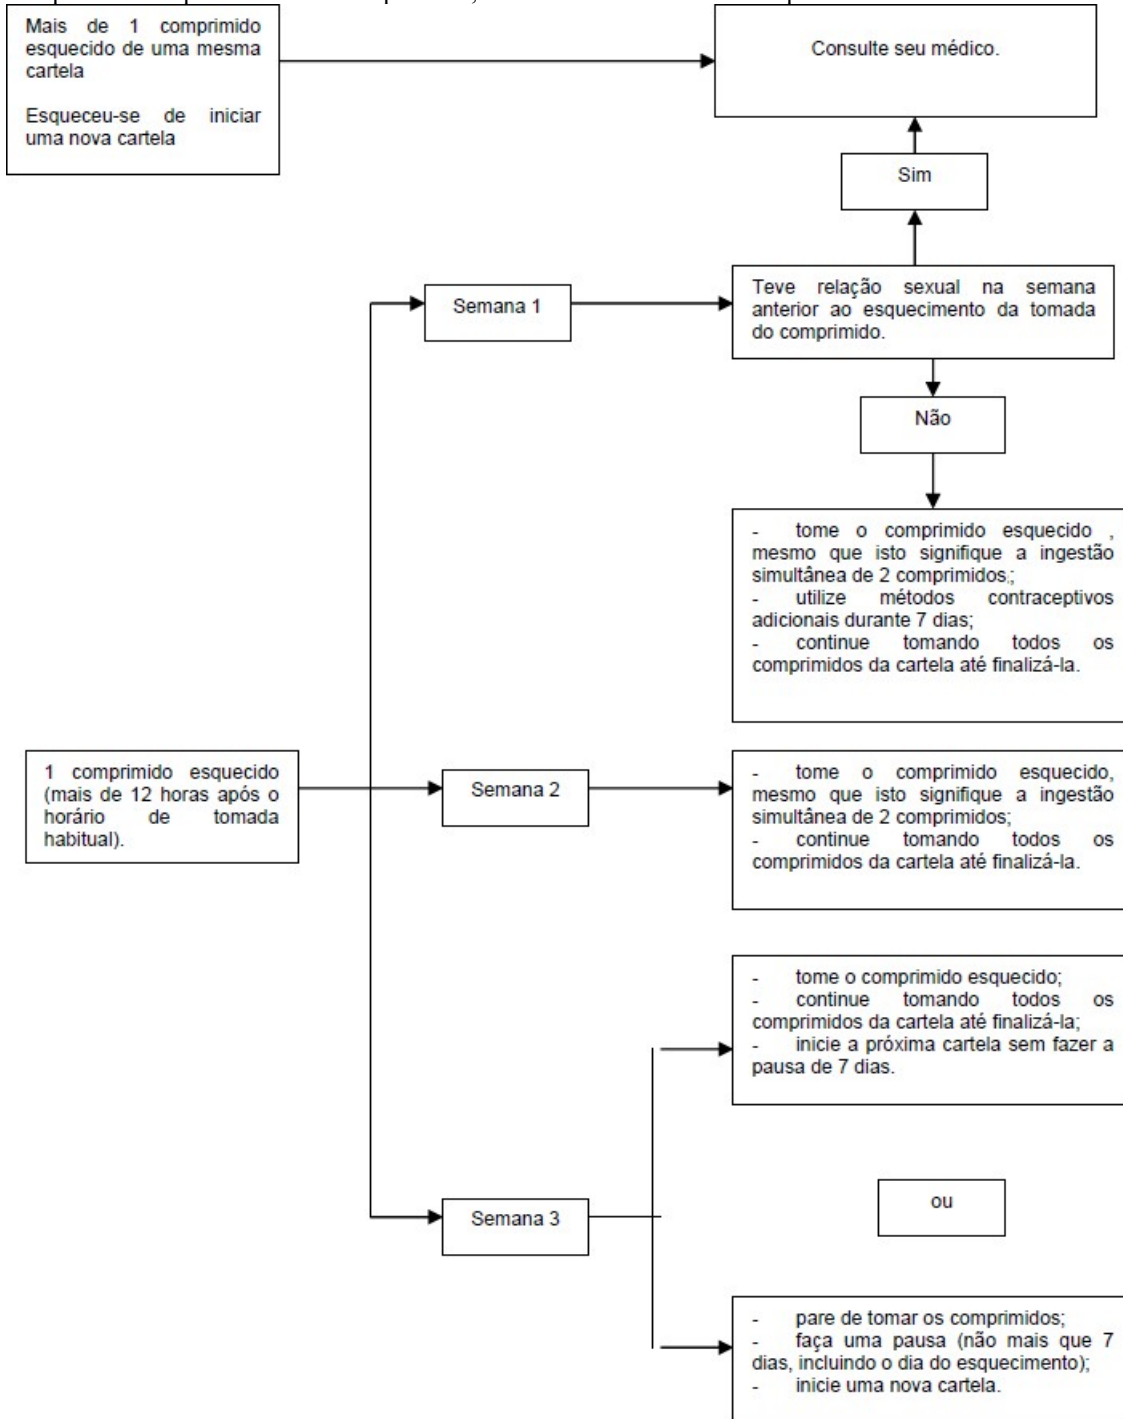 Mais de 1 comprimido
esquecido de uma mesma
cartela
Esqueceu-se de iniciar
uma nova cartela
Consulte seu médico.
Sim
Semana 1
Teve relação sexual na semana
anterior ao esquecimento da tomada
do comprimido.
Não
- tome o comprimido esquecido ,
mesmo que isto signifique a ingestão
simultânea de 2 comprimidos.;
- utilize métodos contraceptivos
adicionais durante 7 dias;
- continue tomando todos os
comprimidos da cartela até finalizá-la.
1 comprimido esquecido
(mais de 12 horas após o
horário de tomada
habitual).
Semana 2
- tome o comprimido esquecido,
mesmo que isto signifique a ingestão
simultânea de 2 comprimidos;
- continue tomando todos os
comprimidos da cartela até finalizá-la.
Semana 3
- tome o comprimido esquecido;
- continue tomando todos os
comprimidos da cartela até finalizá-la;
- inicie a próxima cartela sem fazer a
pausa de 7 dias.
ou
- pare de tomar os comprimidos;
- faça uma pausa (não mais que 7
dias, incluindo o dia do esquecimento);
- inicie uma nova cartela.